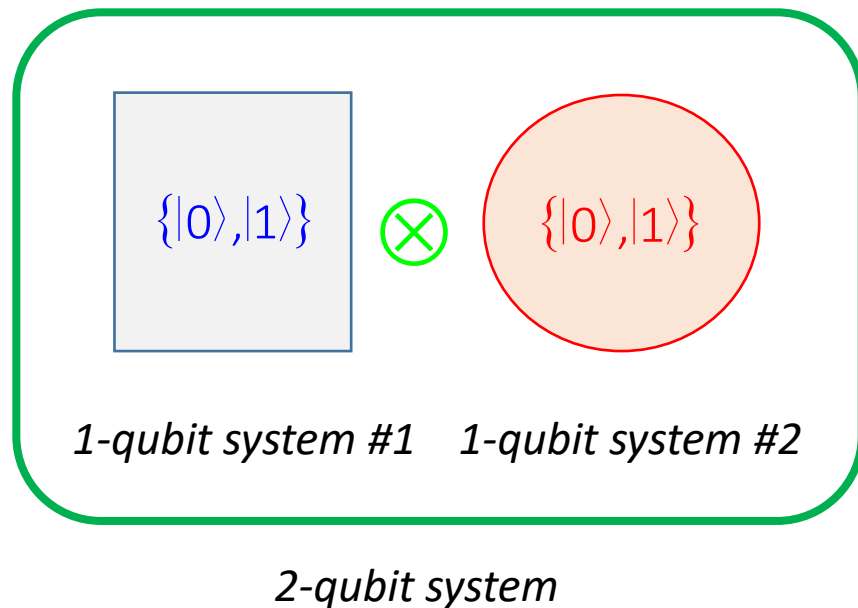 {|0⟩,|1⟩} ⊗ {|0⟩,|1⟩}
1-qubit system #1 1-qubit system #2
2-qubit system